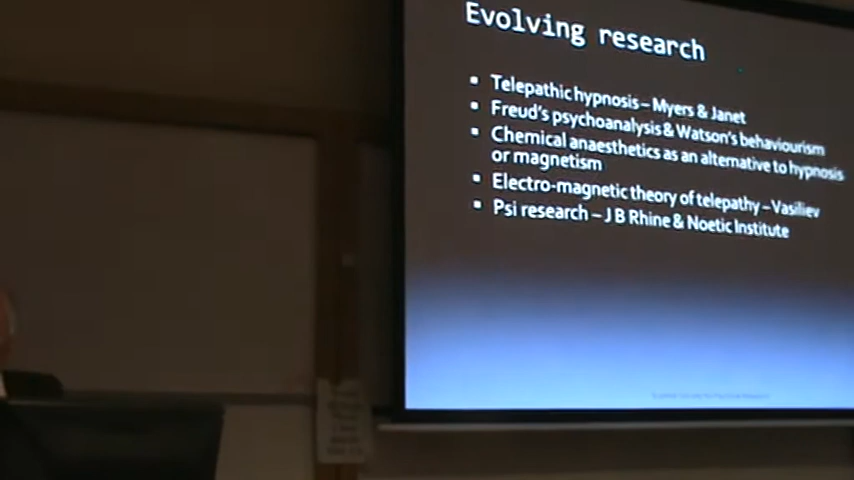 Evolving research
▪ Telepathic hypnosis – Myers & Janet
▪ Freud's psychoanalysis & Watson's behaviourism
▪ Chemical anaesthetics as an alternative to hypnosis
or magnetism
▪ Electro-magnetic theory of telepathy – Vasiliev
▪ Psi research – J B Rhine & Noetic Institute